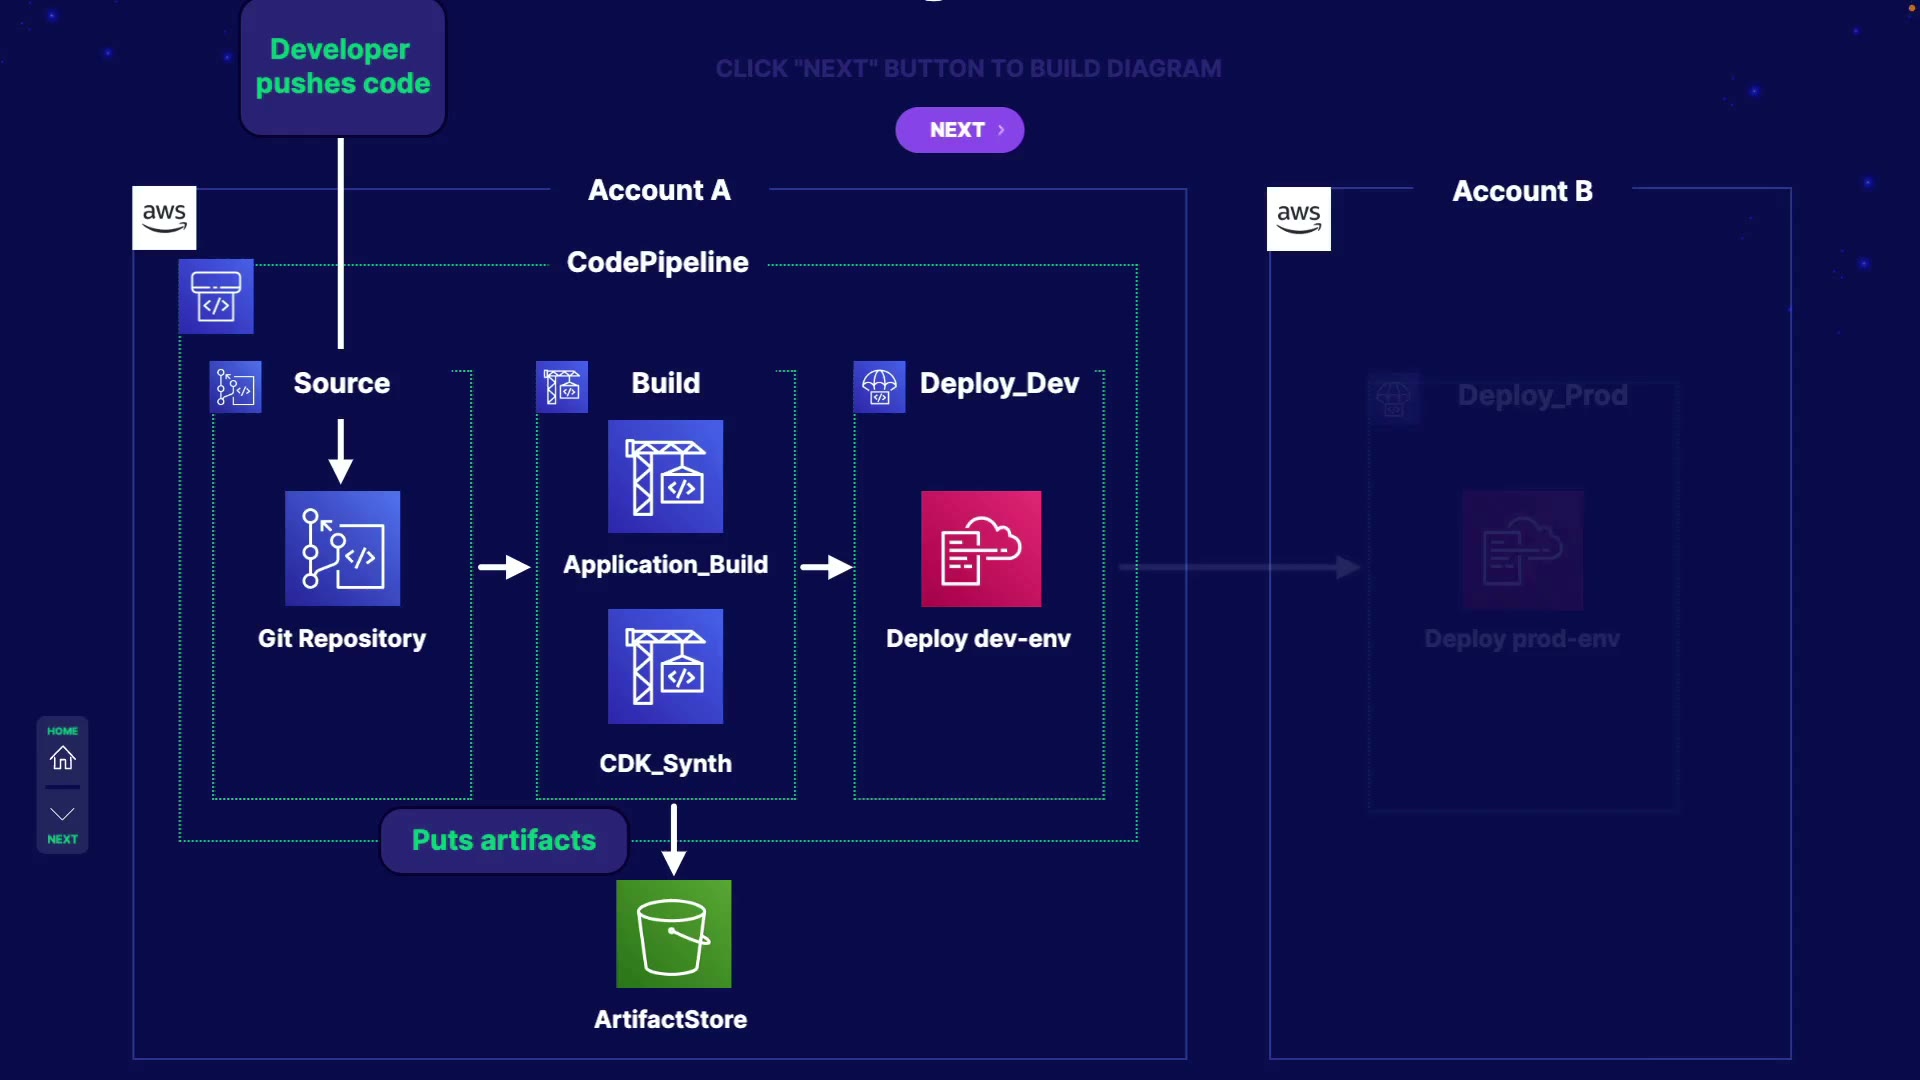 Developer
pushes code
CLICK "NEXT" BUTTON TO BUILD DIAGRAM
NEXT
Account A
Account B
aws
aws
CodePipeline
Source
Build
Deploy_Dev
Deploy_Prod
Application_Build
Git Repository
Deploy dev-env
Deploy prod-env
CDK_Synth
HOME
NEXT
Puts artifacts
ArtifactStore